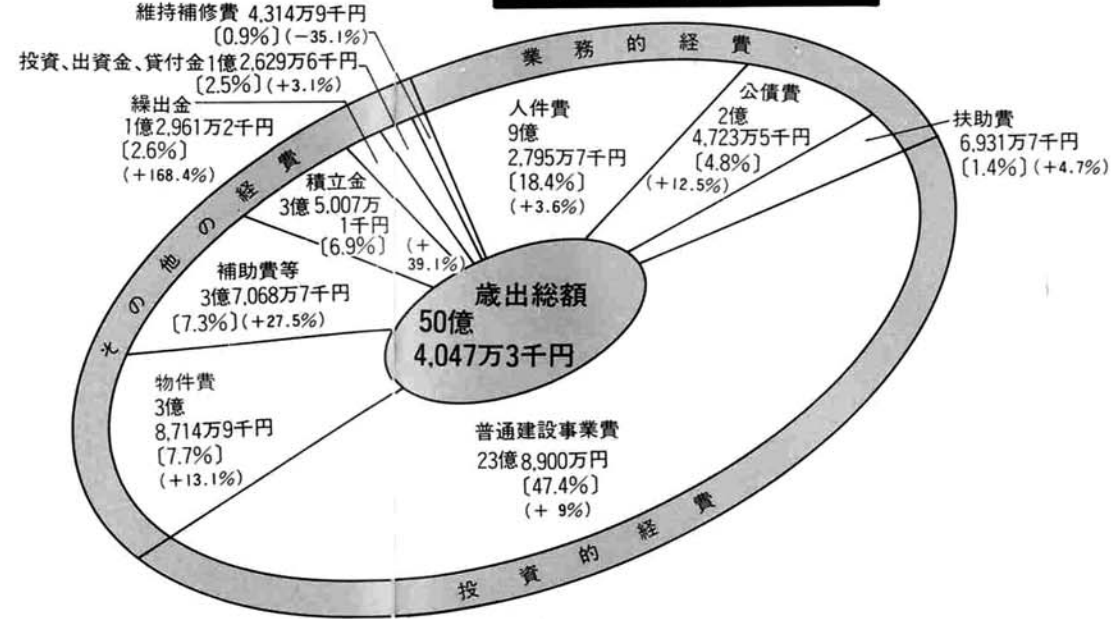 維持補修費 4,314万9千円
〔0.9%〕(−35.1%)
投資、出資金、貸付金1億2,629万6千円
〔2.5%〕(+3.1%)
繰出金
1億2,961万2千円
〔2.6%〕
(+168.4%)
積立金
3億5,007万
1千円
〔6.9%〕
(+
39.1%)
補助費等
3億7,068万7千円
〔7.3%〕(+27.5%)
物件費
3億
8,714万9千円
〔7.7%〕
(+13.1%)
その他の経費
業務的経費
人件費
9億
2,795万7千円
〔18.4%〕
(+3.6%)
公債費
2億
4,723万5千円
〔4.8%〕
(+12.5%)
扶助費
6,931万7千円
〔1.4%〕(+4.7%)
歳出総額
50億
4,047万3千円
普通建設事業費
23億8,900万円
〔47.4%〕
(+ 9%)
投資的経費